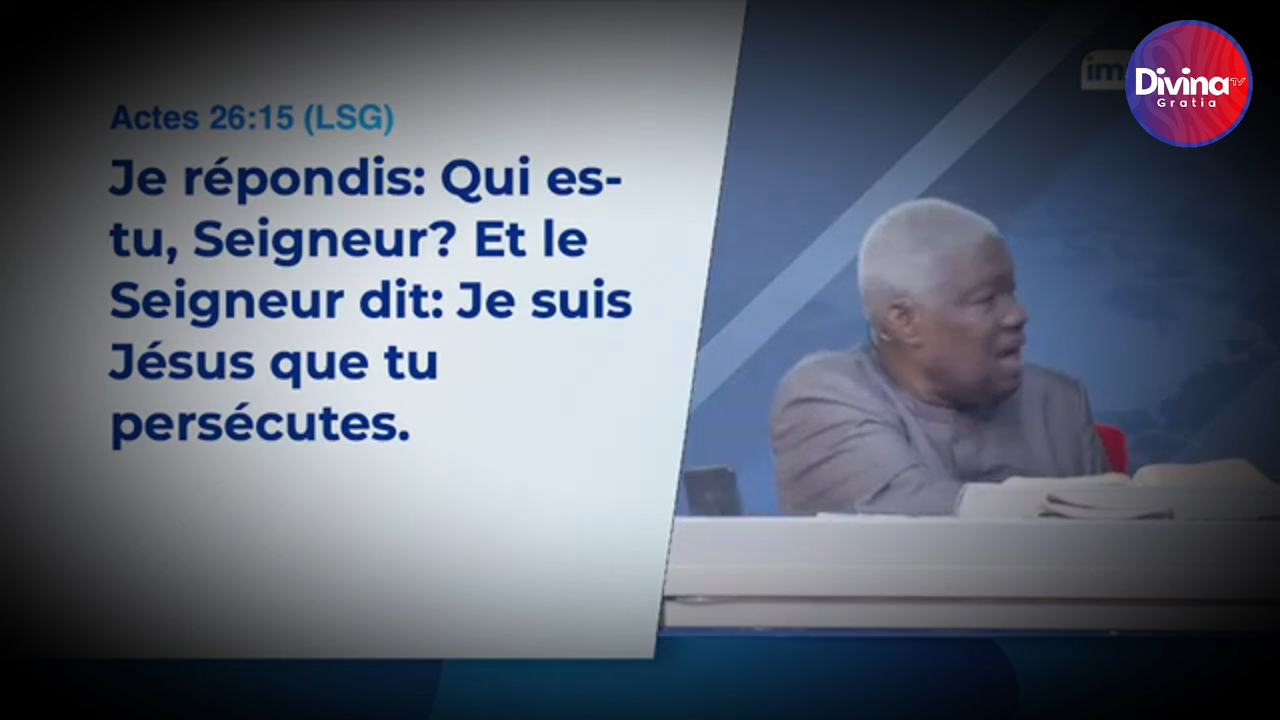 Actes 26:15 (LSG)
Je répondis: Qui es-
tu, Seigneur? Et le
Seigneur dit: Je suis
Jésus que tu
persécutes.
Divina TV
Gratia